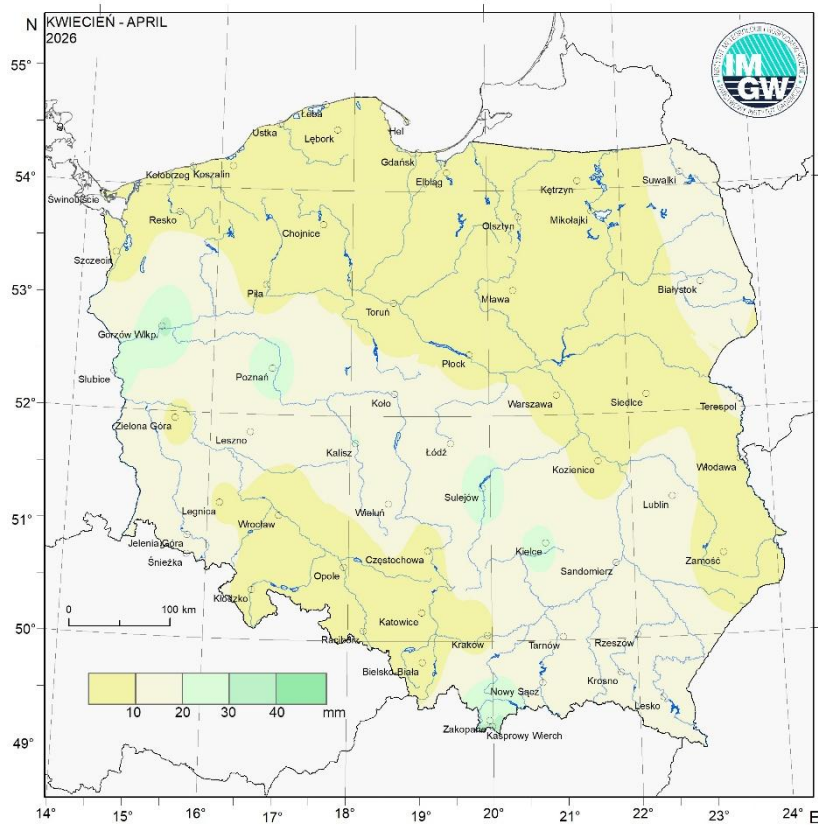 KWIECIEŃ - APRIL
2026
N
IM
GW
55°
54°
53°
52°
51°
50°
49°
Łeba
Ustka
Lębork
Hel
Gdańsk
Kołobrzeg
Koszalin
Elbląg
Kętrzyn
Suwałki
Świnoujście
Resko
Chojnice
Olsztyn
Mikołajki
Szczecin
Piła
Toruń
Mława
Białystok
Gorzów Wlkp.
Płock
Słubice
Poznań
Koło
Warszawa
Siedlce
Terespol
Zielona Góra
Leszno
Kalisz
Łódź
Kozienice
Włodawa
Sulejów
Lublin
Legnica
Wrocław
Wieluń
Jelenia Góra
Śnieżka
Kielce
Częstochowa
Sandomierz
Zamość
Opole
Kłodzko
0
100 km
Katowice
Racibórz
Kraków
Tarnów
Rzeszów
Bielsko-Biała
Nowy Sącz
Krosno
Lesko
Zakopane
Kasprowy Wierch
10 20 30 40 mm
14° 15° 16° 17° 18° 19° 20° 21° 22° 23° 24° E